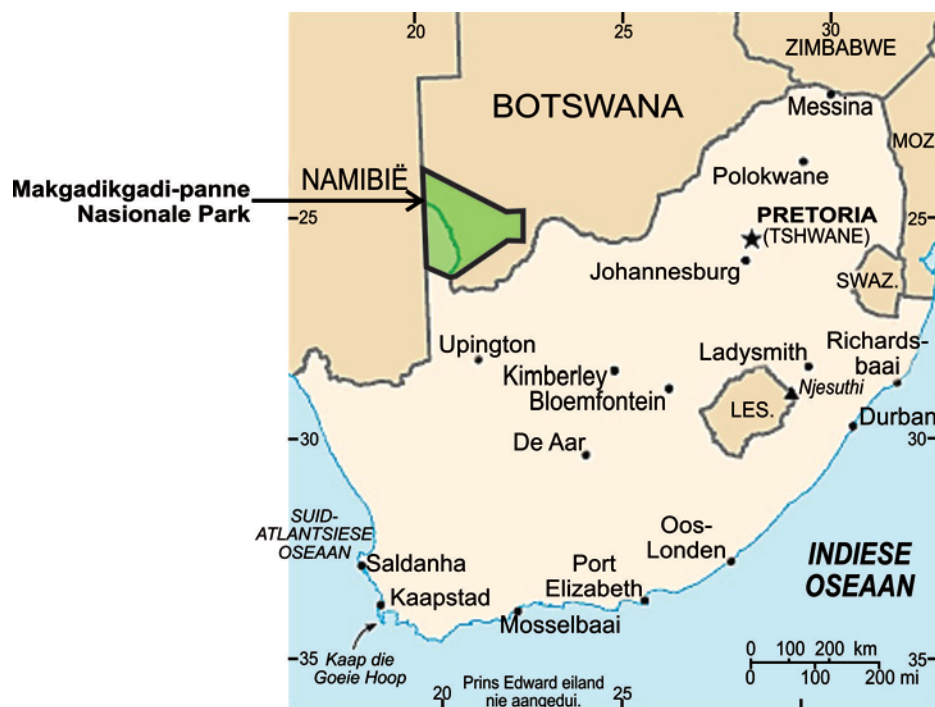 20
30
ZIMBABWE
BOTSWANA
Messina
MOZ.
Makgadikgadi-panne
Nasionale Park
NAMIBIË
Polokwane
25
PRETORIA
(TSHWANE)
25
Johannesburg
SWAZ.
Upington
Ladysmith
Richards-
baai
Kimberley
Njesuthi
Bloemfontein
LES.
Durban
30
De Aar
30
SUID-
ATLANTSIESE
OSEAAN
Oos-
Londen
INDIESE
OSEAAN
Saldanha
Port
Elizabeth
Kaapstad
Mosselbaai
Kaap die
Goeie Hoop
35
0 100 200 km
0 100 200 mi
35
Prins Edward eiland
nie aangedui.
20
25